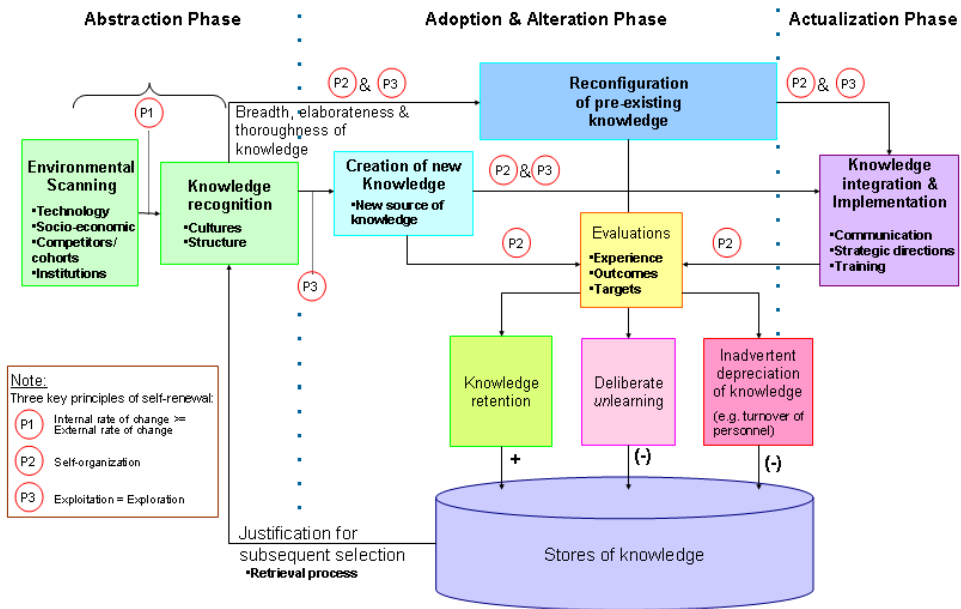 Abstraction Phase
Adoption & Alteration Phase
Actualization Phase
P1
P2 & P3
Breadth, elaborateness &
thoroughness of
knowledge
Reconfiguration
of pre-existing
knowledge
P2 & P3
Environmental
Scanning
•Technology
•Socio-economic
•Competitors/
cohorts
•Institutions
Knowledge
recognition
•Cultures
•Structure
P3
Creation of new
Knowledge
•New source of
knowledge
P2 & P3
Knowledge
integration &
Implementation
•Communication
•Strategic directions
•Training
P2
Evaluations
•Experience
•Outcomes
•Targets
P2
Knowledge
retention
Deliberate
unlearning
Inadvertent
depreciation
of knowledge
(e.g. turnover of
personnel)
+
(-)
(-)
Note:
Three key principles of self-renewal:
P1 Internal rate of change >=
External rate of change
P2 Self-organization
P3 Exploitation = Exploration
Justification for
subsequent selection
•Retrieval process
Stores of knowledge